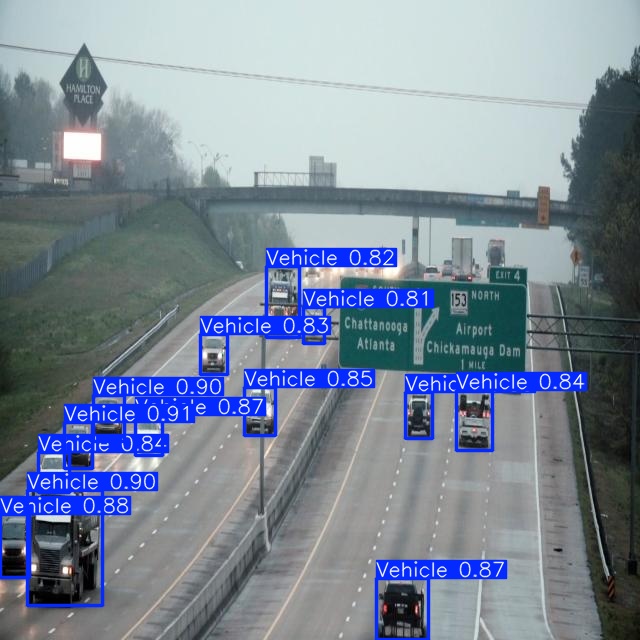 H
HAMILTON
PLACE
Vehicle 0.82
EXIT 4
Vehicle 0.81
153 NORTH
Vehicle 0.83
Chattanooga
Atlanta
Airport
Chickamauga Dam
1 MILE
Vehicle 0.85
Vehicle 0.90
Vehic
Vehicle 0.84
Vehicle 0.91
0.87
Vehicle 0.84
Vehicle 0.90
Vehicle 0.88
Vehicle 0.87